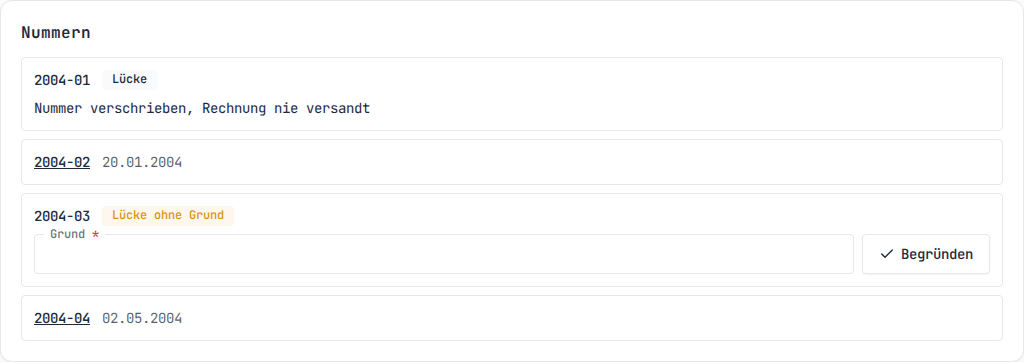 Nummern
2004-01 Lücke
Nummer verschrieben, Rechnung nie versandt
2004-02 20.01.2004
2004-03 Lücke ohne Grund
Grund *
Begründen
2004-04 02.05.2004